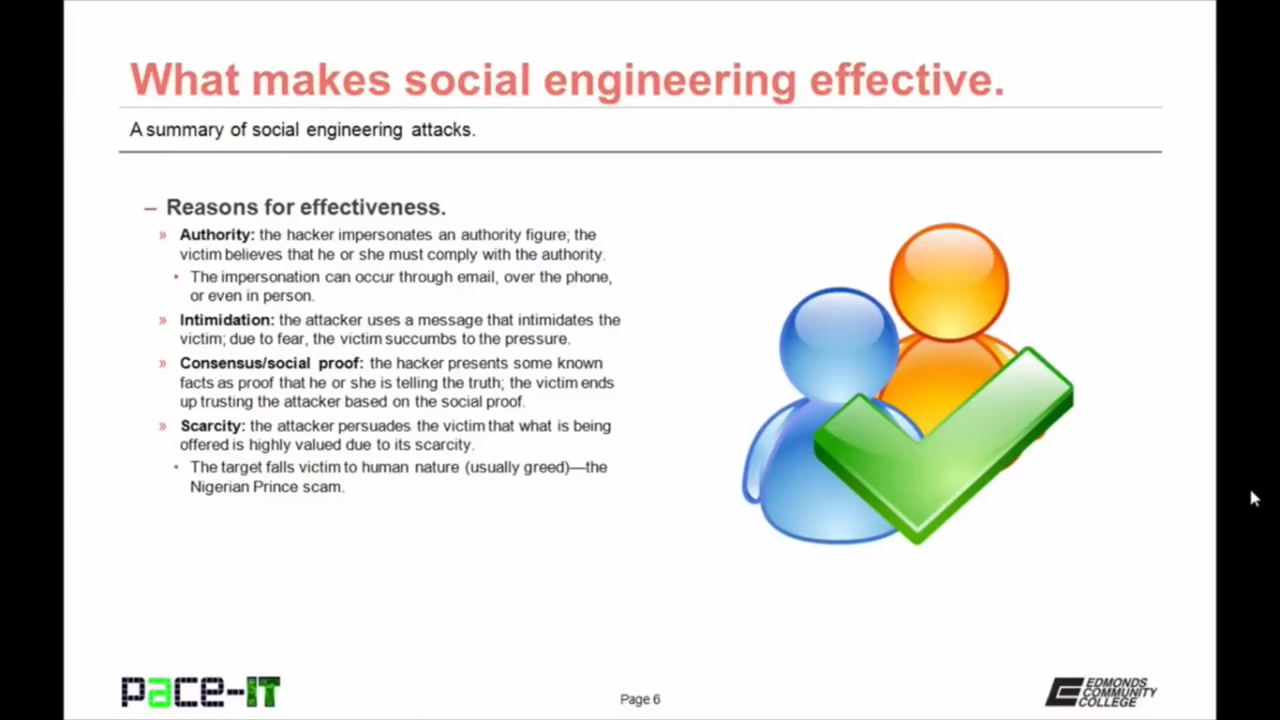 What makes social engineering effective.
A summary of social engineering attacks.
– Reasons for effectiveness.
» Authority: the hacker impersonates an authority figure; the
victim believes that he or she must comply with the authority.
• The impersonation can occur through email, over the phone,
or even in person.
» Intimidation: the attacker uses a message that intimidates the
victim; due to fear, the victim succumbs to the pressure.
» Consensus/social proof: the hacker presents some known
facts as proof that he or she is telling the truth; the victim ends
up trusting the attacker based on the social proof.
» Scarcity: the attacker persuades the victim that what is being
offered is highly valued due to its scarcity.
• The target falls victim to human nature (usually greed)—the
Nigerian Prince scam.
pace-IT
Page 6
EDMONDS
COMMUNITY
COLLEGE